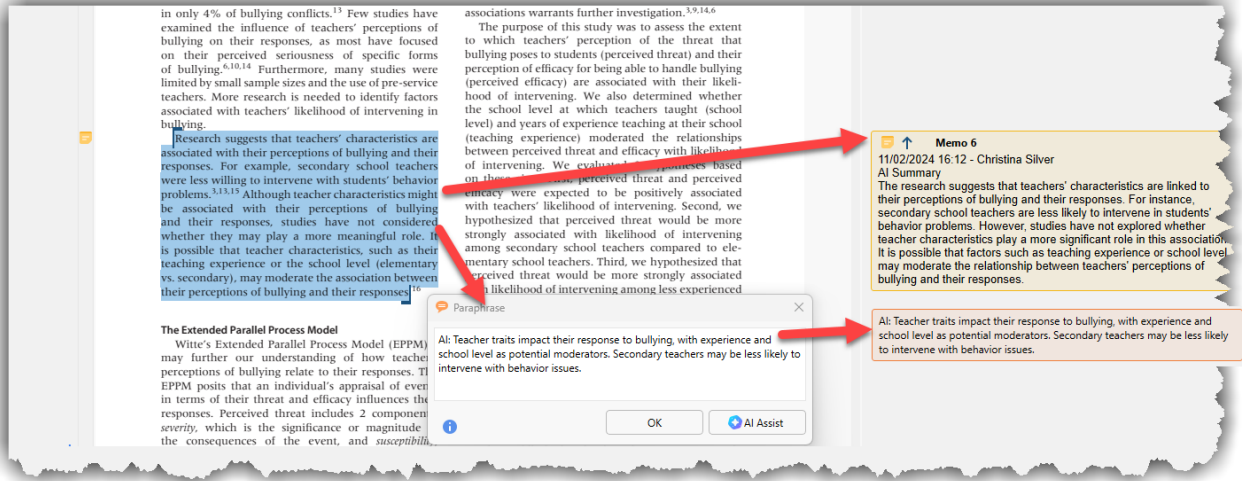 in only 4% of bullying conflicts.13 Few studies have
examined the influence of teachers' perceptions of
bullying on their responses, as most have focused
on their perceived seriousness of specific forms
of bullying.6,10,14 Furthermore, many studies were
limited by small sample sizes and the use of pre-service
teachers. More research is needed to identify factors
associated with teachers' likelihood of intervening in
bullying.
Research suggests that teachers' characteristics are
associated with their perceptions of bullying and their
responses. For example, secondary school teachers
were less willing to intervene with students' behavior
problems.3,13,15 Although teacher characteristics might
be associated with their perceptions of bullying
and their responses, studies have not considered
whether they may play a more meaningful role. It
is possible that teacher characteristics, such as their
teaching experience or the school level (elementary
vs. secondary), may moderate the association between
their perceptions of bullying and their responses.16
The Extended Parallel Process Model
Witte's Extended Parallel Process Model (EPPM)
may further our understanding of how teache
perceptions of bullying relate to their responses. T
EPPM posits that an individual's appraisal of even
in terms of their threat and efficacy influences the
responses. Perceived threat includes 2 componen
severity, which is the significance or magnitude
the consequences of the event, and susceptibility,
associations warrants further investigation.3,9,14,6
The purpose of this study was to assess the extent
to which teachers' perception of the threat that
bullying poses to students (perceived threat) and their
perception of efficacy for being able to handle bullying
(perceived efficacy) are associated with their likeli-
hood of intervening. We also determined whether
the school level at which teachers taught (school
level) and years of experience teaching at their school
(teaching experience) moderated the relationships
between perceived threat and efficacy with likelihood
of intervening. We evaluated hypotheses based
on perceived threat and perceived
efficacy were expected to be positively associated
with teachers' likelihood of intervening. Second, we
hypothesized that perceived threat would be more
strongly associated with likelihood of intervening
among secondary school teachers compared to ele-
mentary school teachers. Third, we hypothesized that
perceived threat would be more strongly associated
likelihood of intervening among less experienced
Paraphrase
AI: Teacher traits impact their response to bullying, with experience and
school level as potential moderators. Secondary teachers may be less likely to
intervene with behavior issues.
OK
AI Assist
Memo 6
11/02/2024 16:12 - Christina Silver
AI Summary
The research suggests that teachers' characteristics are linked to
their perceptions of bullying and their responses. For instance,
secondary school teachers are less likely to intervene in students'
behavior problems. However, studies have not explored whether
teacher characteristics play a more significant role in this association.
It is possible that factors such as teaching experience or school level
may moderate the relationship between teachers' perceptions of
bullying and their responses.
AI: Teacher traits impact their response to bullying, with experience and
school level as potential moderators. Secondary teachers may be less likely
to intervene with behavior issues.